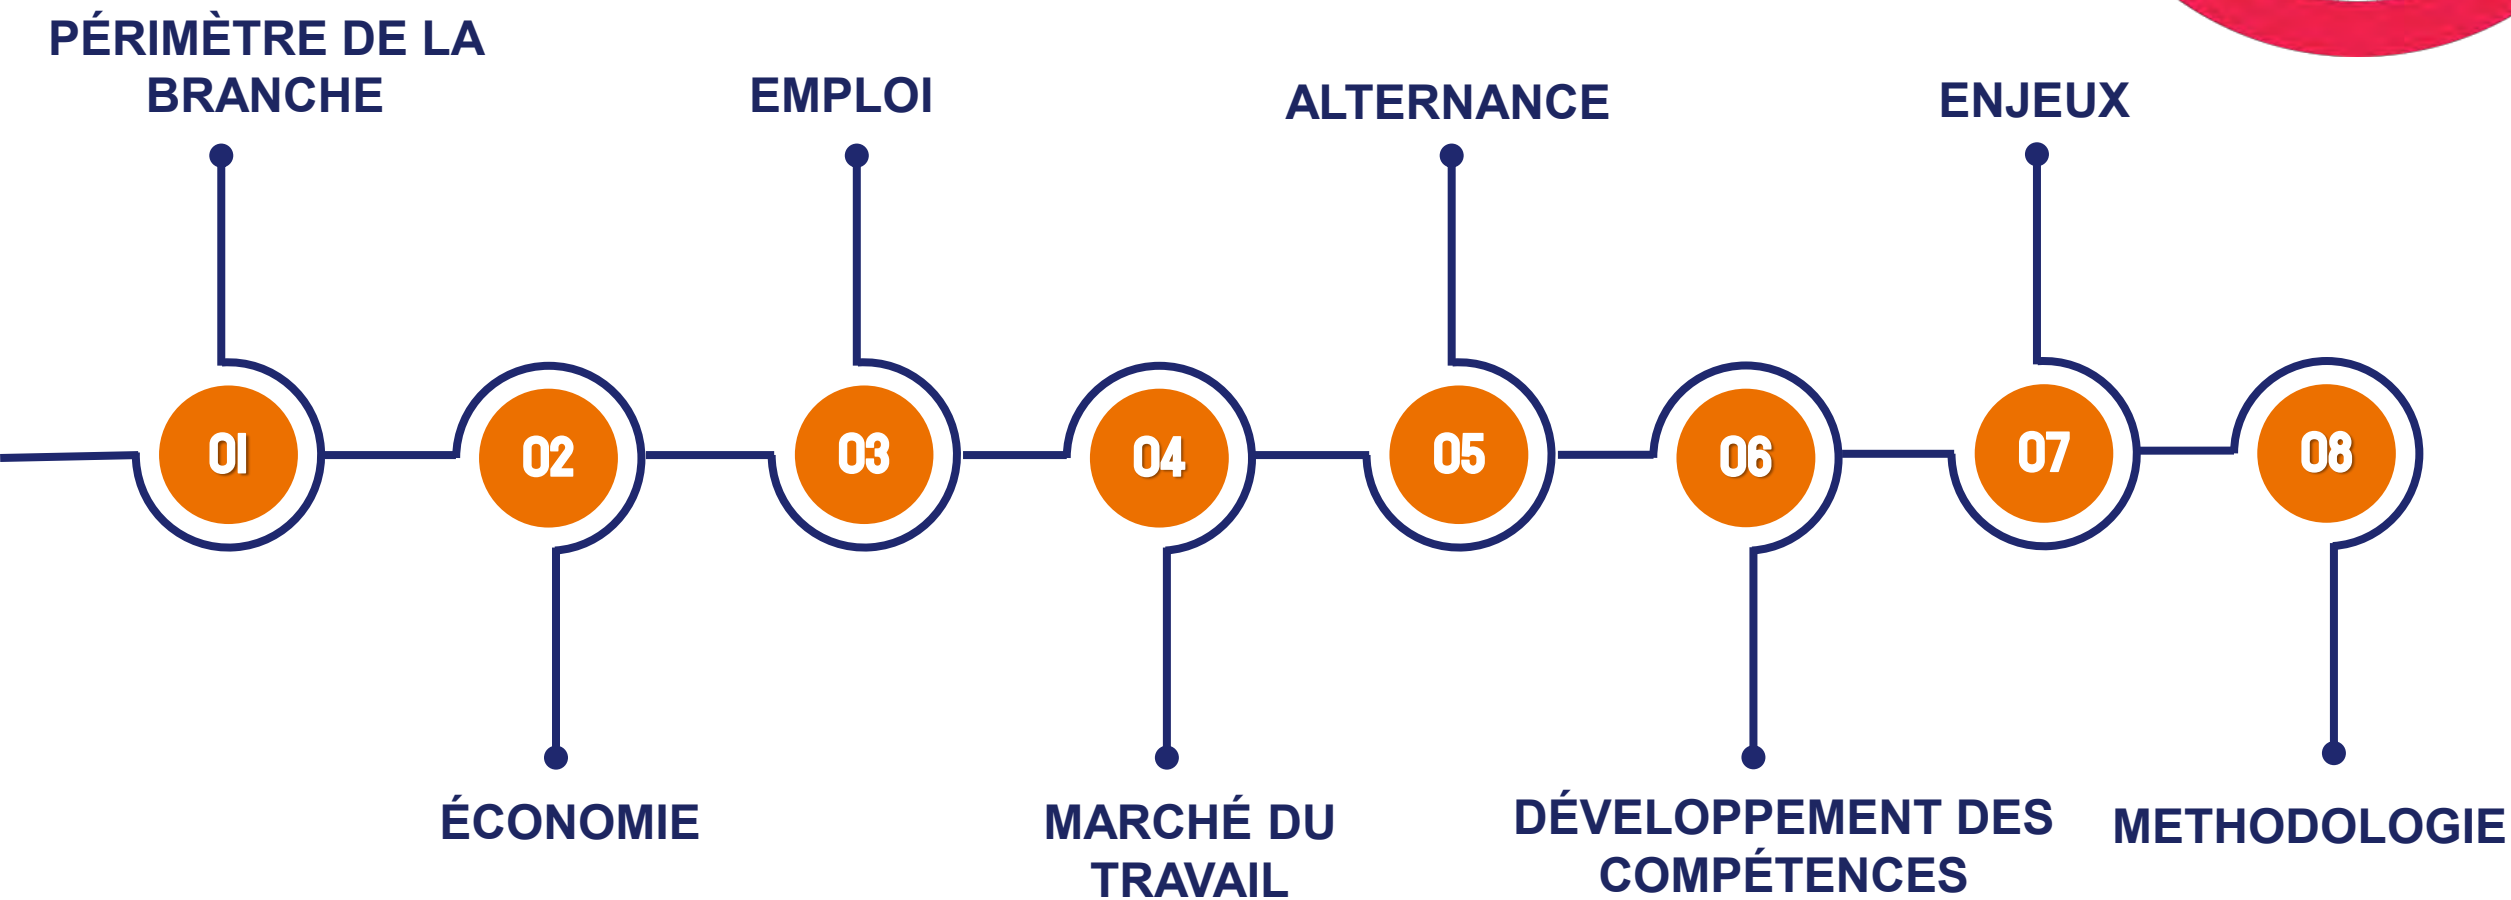 PÉRIMÈTRE DE LA
BRANCHE
EMPLOI
ALTERNANCE
ENJEUX
01
02
03
04
05
06
07
08
ÉCONOMIE
MARCHÉ DU
TRAVAIL
DÉVELOPPEMENT DES
COMPÉTENCES
METHODOLOGIE